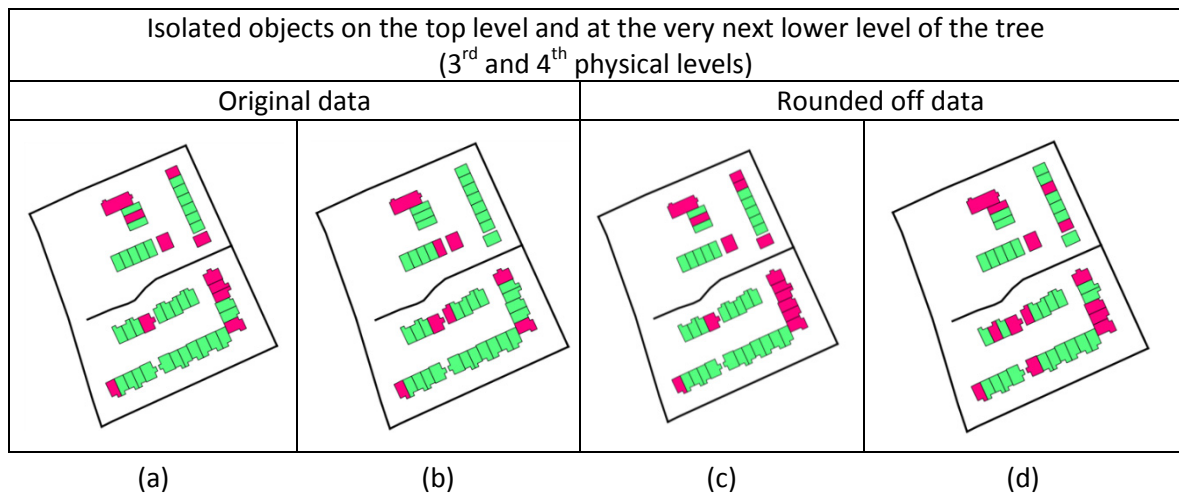 Isolated objects on the top level and at the very next lower level of the tree
(3rd and 4th physical levels)
Original data
Rounded off data
(a)
(b)
(c)
(d)